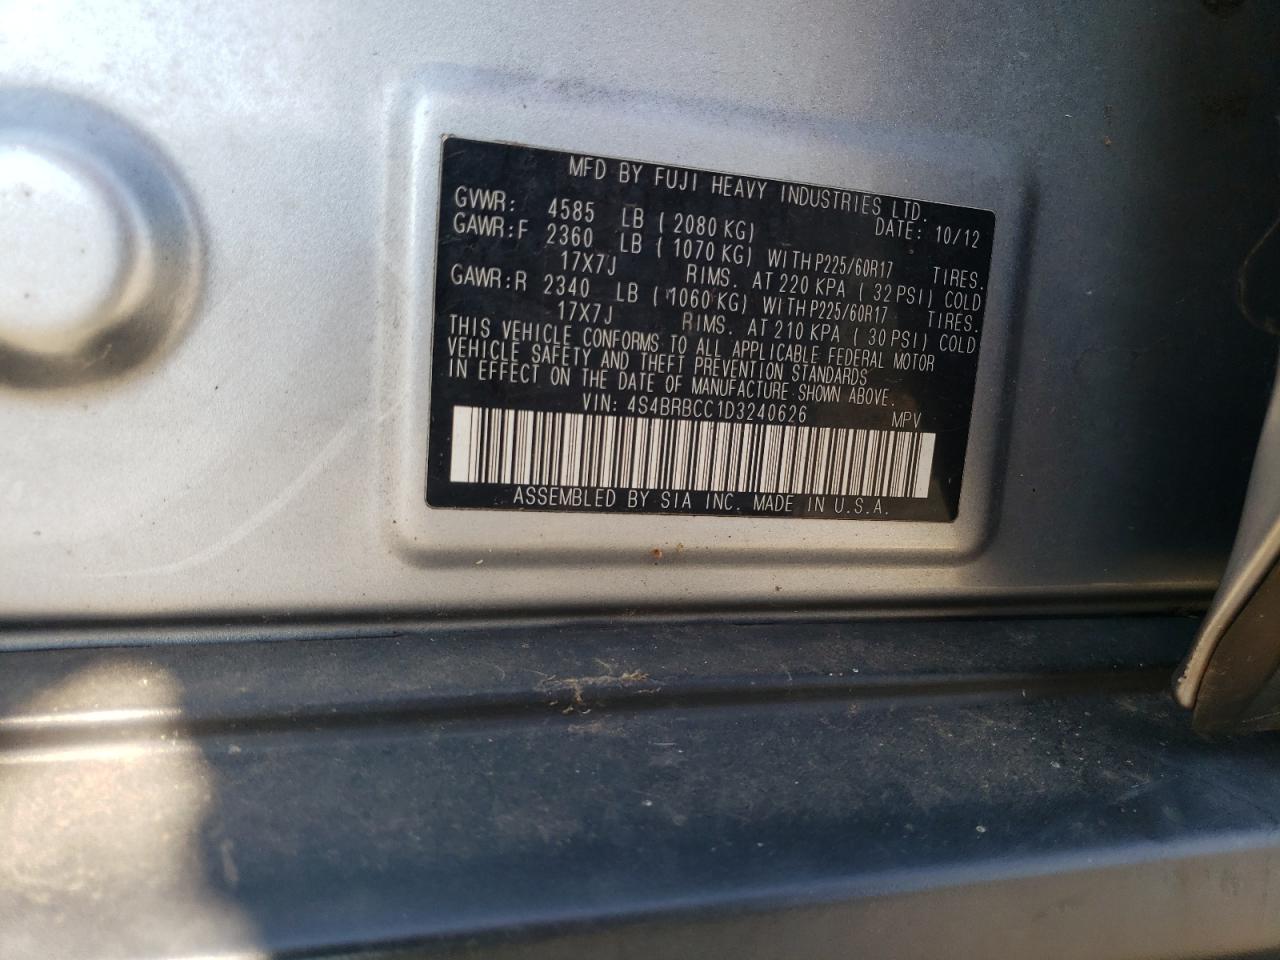 MFD BY FUJI HEAVY INDUSTRIES LTD.
GVWR: 4585 LB ( 2080 KG) DATE: 10/12
GAWR:F 2360 LB ( 1070 KG) WITH P225/60R17 TIRES.
17X7J RIMS. AT 220 KPA ( 32 PSI) COLD
GAWR:R 2340 LB ( 1060 KG) WITH P225/60R17 TIRES.
17X7J RIMS. AT 210 KPA ( 30 PSI) COLD
THIS VEHICLE CONFORMS TO ALL APPLICABLE FEDERAL MOTOR
VEHICLE SAFETY AND THEFT PREVENTION STANDARDS
IN EFFECT ON THE DATE OF MANUFACTURE SHOWN ABOVE.
VIN: 4S4BRBCC1D3240626 MPV
ASSEMBLED BY SIA INC. MADE IN U.S.A.